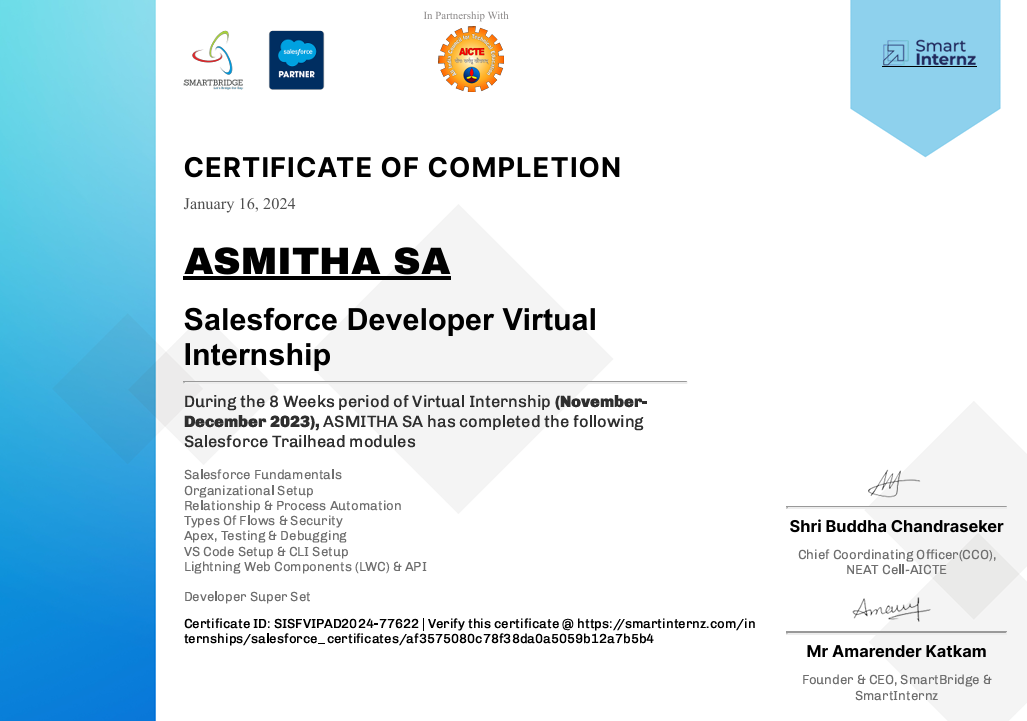 In Partnership With
SMARTBRIDGE
salesforce
PARTNER
AICTE
Smart
Internz
CERTIFICATE OF COMPLETION
January 16, 2024
ASMITHA SA
Salesforce Developer Virtual
Internship
During the 8 Weeks period of Virtual Internship (November-
December 2023), ASMITHA SA has completed the following
Salesforce Trailhead modules
Salesforce Fundamentals
Organizational Setup
Relationship & Process Automation
Types Of Flows & Security
Apex, Testing & Debugging
VS Code Setup & CLI Setup
Lightning Web Components (LWC) & API
Developer Super Set
Certificate ID: SISFVIPAD2024-77622 | Verify this certificate @ https://smartinternz.com/in
ternships/salesforce_certificates/af3575080c78f38da0a5059b12a7b5b4
Shri Buddha Chandraseker
Chief Coordinating Officer(CCO),
NEAT Cell-AICTE
Mr Amarender Katkam
Founder & CEO, SmartBridge &
SmartInternz